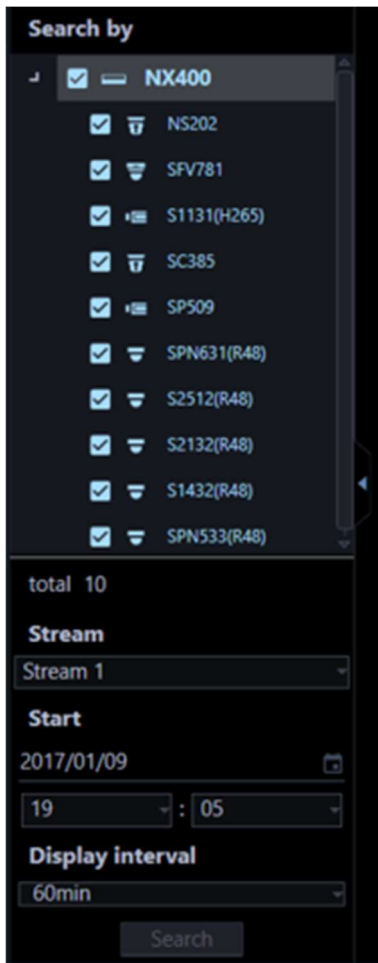 Search by
NX400
NS202
SFV781
S1131(H265)
SC385
SP509
SPN631(R48)
S2512(R48)
S2132(R48)
S1432(R48)
SPN533(R48)
total 10
Stream
Stream 1
Start
2017/01/09
19 : 05
Display interval
60min
Search